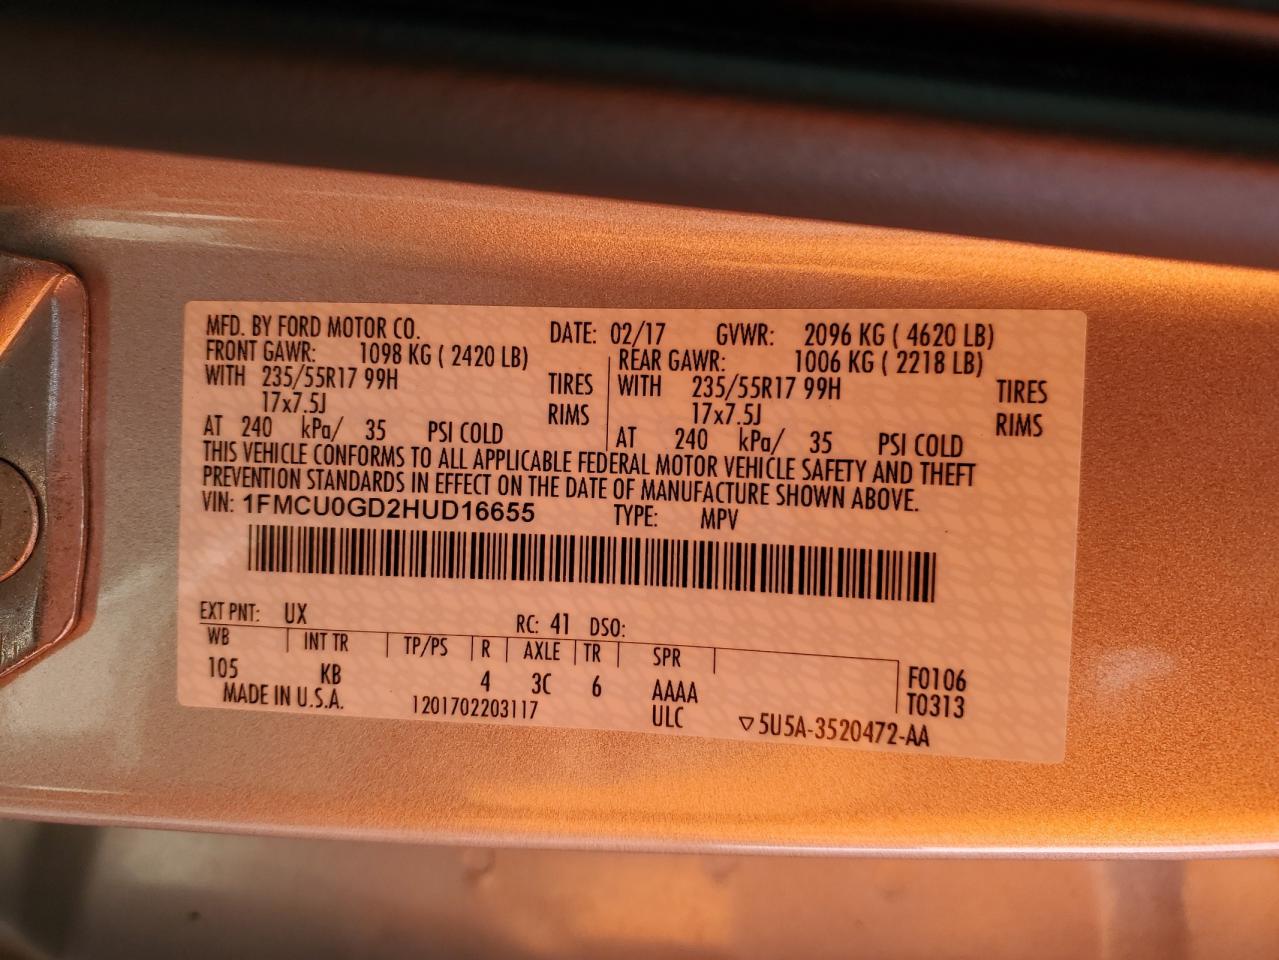 MFD. BY FORD MOTOR CO. DATE: 02/17 GVWR: 2096 KG ( 4620 LB)
FRONT GAWR: 1098 KG ( 2420 LB) REAR GAWR: 1006 KG ( 2218 LB)
WITH 235/55R17 99H TIRES WITH 235/55R17 99H TIRES
17x7.5J RIMS 17x7.5J RIMS
AT 240 kPa/ 35 PSI COLD AT 240 kPa/ 35 PSI COLD
THIS VEHICLE CONFORMS TO ALL APPLICABLE FEDERAL MOTOR VEHICLE SAFETY AND THEFT
PREVENTION STANDARDS IN EFFECT ON THE DATE OF MANUFACTURE SHOWN ABOVE.
VIN: 1FMCU0GD2HUD16655 TYPE: MPV
EXT PNT: UX RC: 41 DSO:
WB INT TR TP/PS R AXLE TR SPR
105 KB 4 3C 6 AAAA F0106
MADE IN U.S.A. 1201702203117 ULC T0313
▽5U5A-3520472-AA